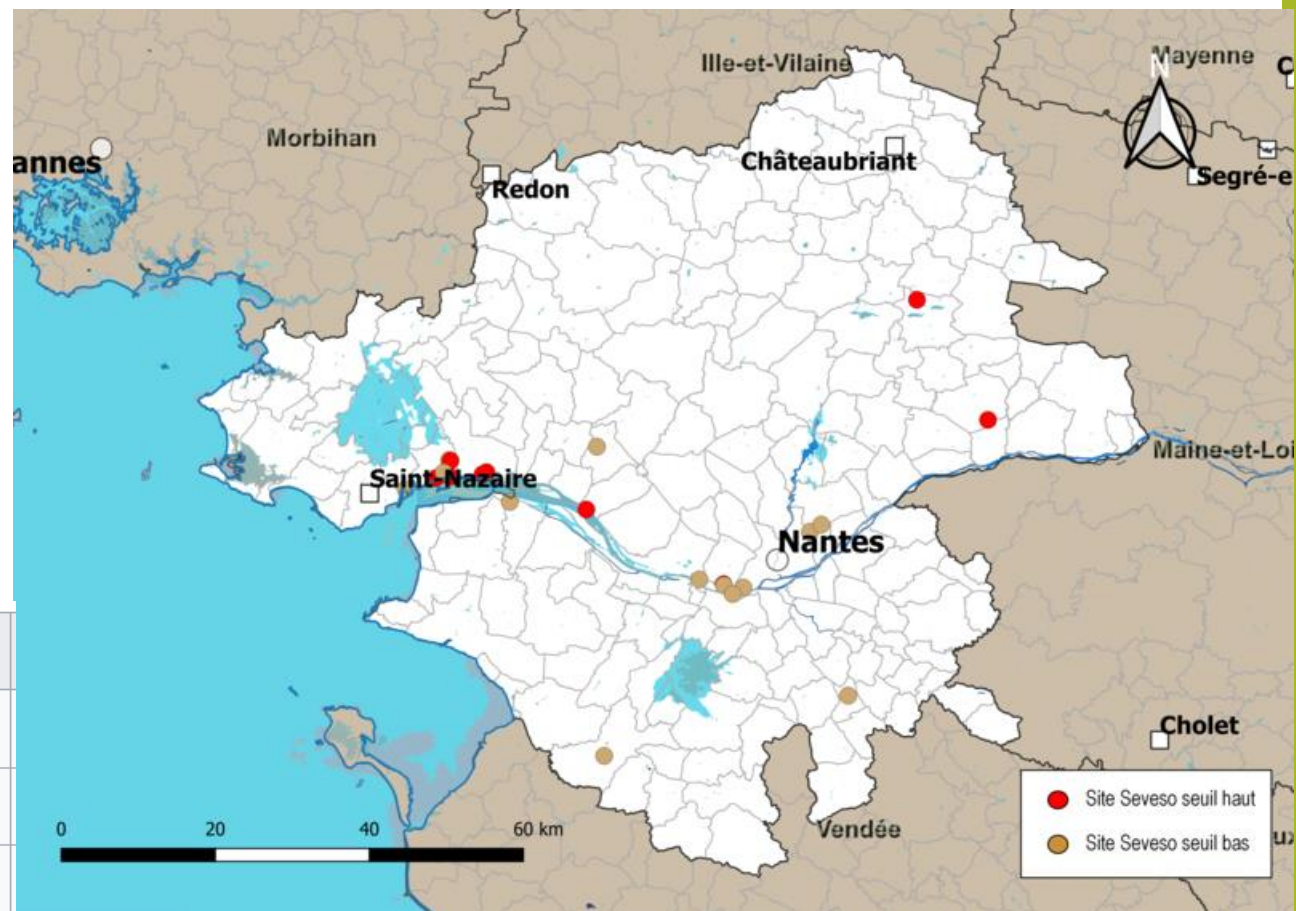 Mayenne
N
Ille-et-Vilaine
C
Morbihan
annes
Châteaubriant
Redon
Segré-e
Maine-et-Loi
Saint-Nazaire
Nantes
Cholet
Site Seveso seuil haut
0 20 40 60 km
Vendée
Site Seveso seuil bas